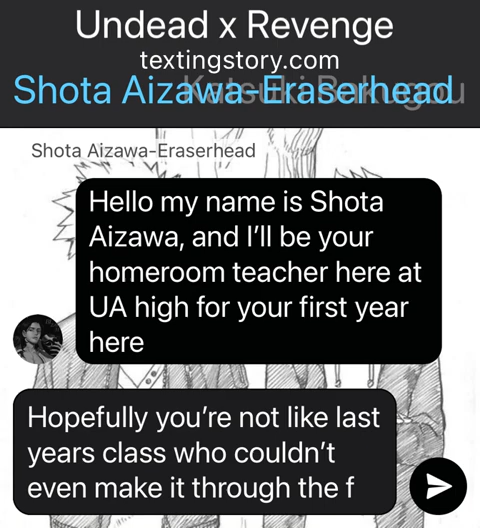 Undead x Revenge
textingstory.com
Shota Aizawa-Eraserhead
Katsuki Bakugou
Shota Aizawa-Eraserhead
Hello my name is Shota
Aizawa, and I’ll be your
homeroom teacher here at
UA high for your first year
here
Hopefully you’re not like last
years class who couldn’t
even make it through the f